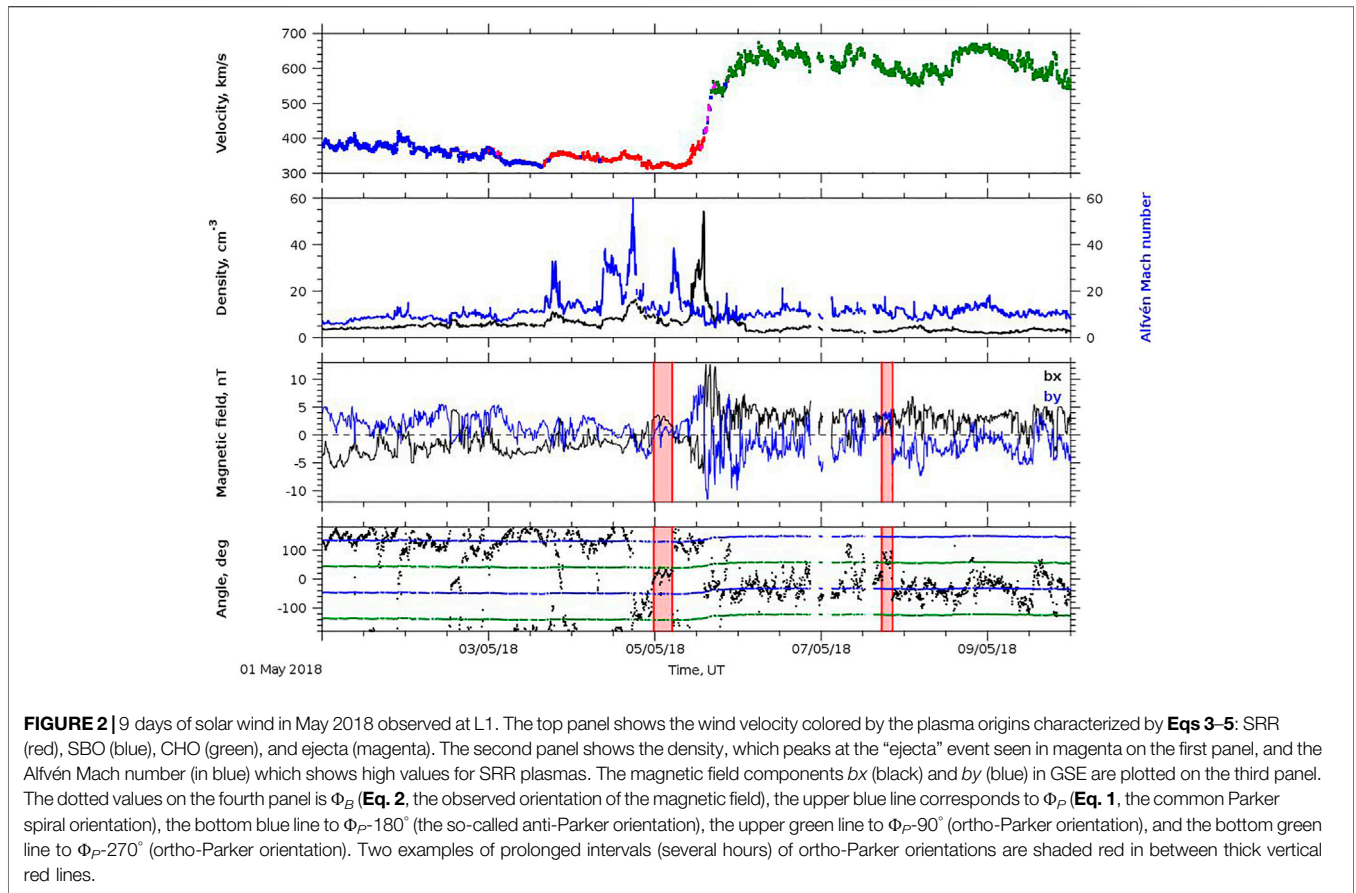 700
600
500
400
300
Velocity, km/s
60
40
20
0
Density, cm-3
60
40
20
0
Alfvén Mach number
10
5
0
-5
-10
Magnetic field, nT
bx
by
100
0
-100
Angle, deg
03/05/18 05/05/18 07/05/18 09/05/18
01 May 2018 Time, UT
FIGURE 2 | 9 days of solar wind in May 2018 observed at L1. The top panel shows the wind velocity colored by the plasma origins characterized by Eqs 3–5: SRR
(red), SBO (blue), CHO (green), and ejecta (magenta). The second panel shows the density, which peaks at the “ejecta” event seen in magenta on the first panel, and the
Alfvén Mach number (in blue) which shows high values for SRR plasmas. The magnetic field components bx (black) and by (blue) in GSE are plotted on the third panel.
The dotted values on the fourth panel is ΦB (Eq. 2, the observed orientation of the magnetic field), the upper blue line corresponds to ΦP (Eq. 1, the common Parker
spiral orientation), the bottom blue line to ΦP-180° (the so-called anti-Parker orientation), the upper green line to ΦP-90° (ortho-Parker orientation), and the bottom green
line to ΦP-270° (ortho-Parker orientation). Two examples of prolonged intervals (several hours) of ortho-Parker orientations are shaded red in between thick vertical
red lines.